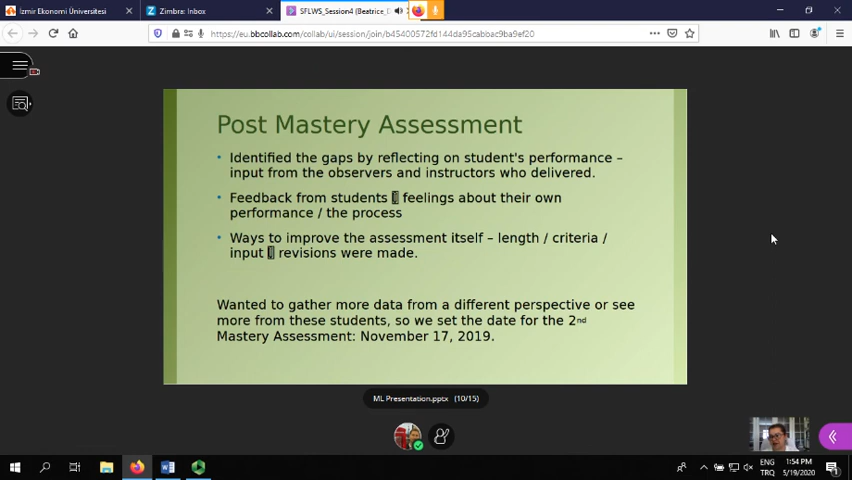 İzmir Ekonomi Üniversitesi
Zimbra: Inbox
SFLWS_Session4 (Beatrice_D
https://eu.bbcollab.com/collab/ui/session/join/b45400572fd144da95cabbac9ba9ef20
Post Mastery Assessment
• Identified the gaps by reflecting on student's performance –
input from the observers and instructors who delivered.
• Feedback from students feelings about their own
performance / the process
• Ways to improve the assessment itself – length / criteria /
input revisions were made.
Wanted to gather more data from a different perspective or see
more from these students, so we set the date for the 2nd
Mastery Assessment: November 17, 2019.
ML Presentation.pptx (10/15)
ENG
TRQ
1:54 PM
5/19/2020